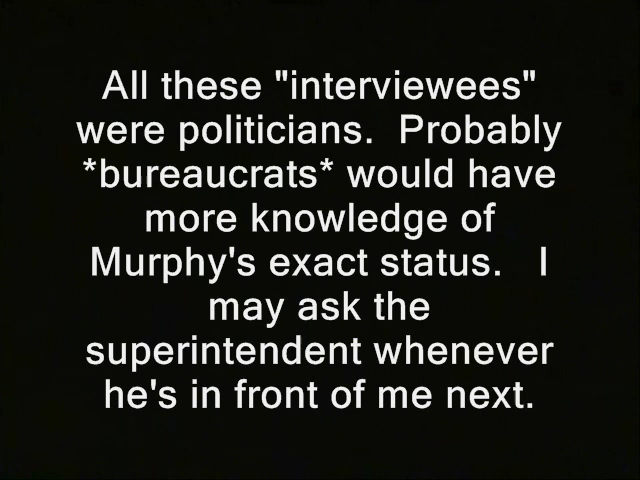 All these "interviewees"
were politicians.  Probably
*bureaucrats* would have
more knowledge of
Murphy's exact status.   I
may ask the
superintendent whenever
he's in front of me next.